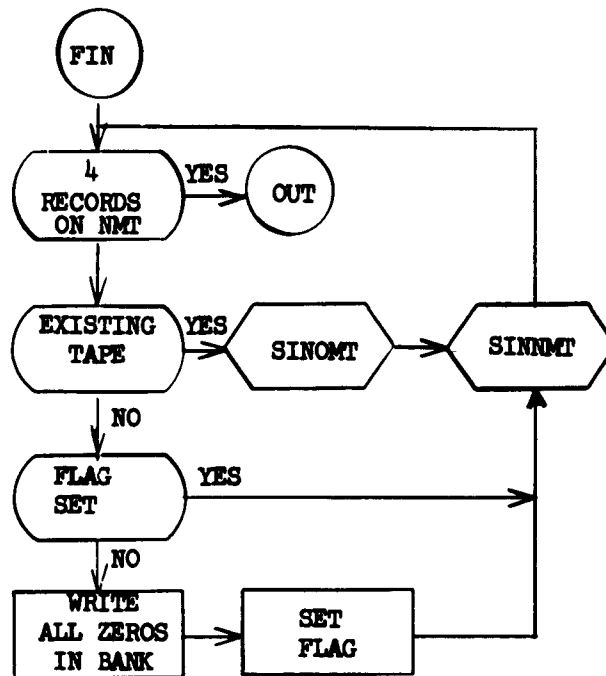 FIN
4
RECORDS
ON NMT
YES
OUT
EXISTING
TAPE
YES
SINOMT
SINNMT
NO
FLAG
SET
YES
NO
WRITE
ALL ZEROS
IN BANK
SET
FLAG